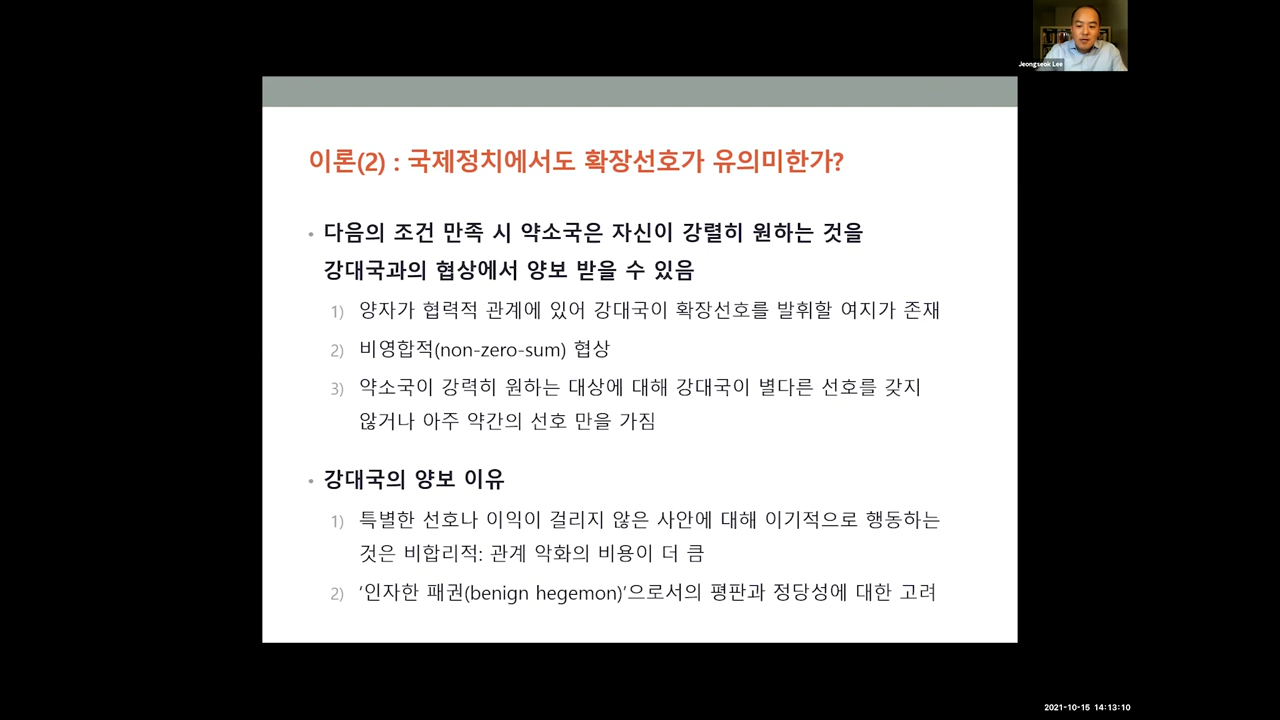 Jeongseok Lee
이론(2) : 국제정치에서도 확장선호가 유의미한가?
• 다음의 조건 만족 시 약소국은 자신이 강렬히 원하는 것을
강대국과의 협상에서 양보 받을 수 있음
1) 양자가 협력적 관계에 있어 강대국이 확장선호를 발휘할 여지가 존재
2) 비영합적(non-zero-sum) 협상
3) 약소국이 강력히 원하는 대상에 대해 강대국이 별다른 선호를 갖지
않거나 아주 약간의 선호 만을 가짐
• 강대국의 양보 이유
1) 특별한 선호나 이익이 걸리지 않은 사안에 대해 이기적으로 행동하는
것은 비합리적: 관계 악화의 비용이 더 큼
2) ‘인자한 패권(benign hegemon)’으로서의 평판과 정당성에 대한 고려
2021-10-15 14:13:10